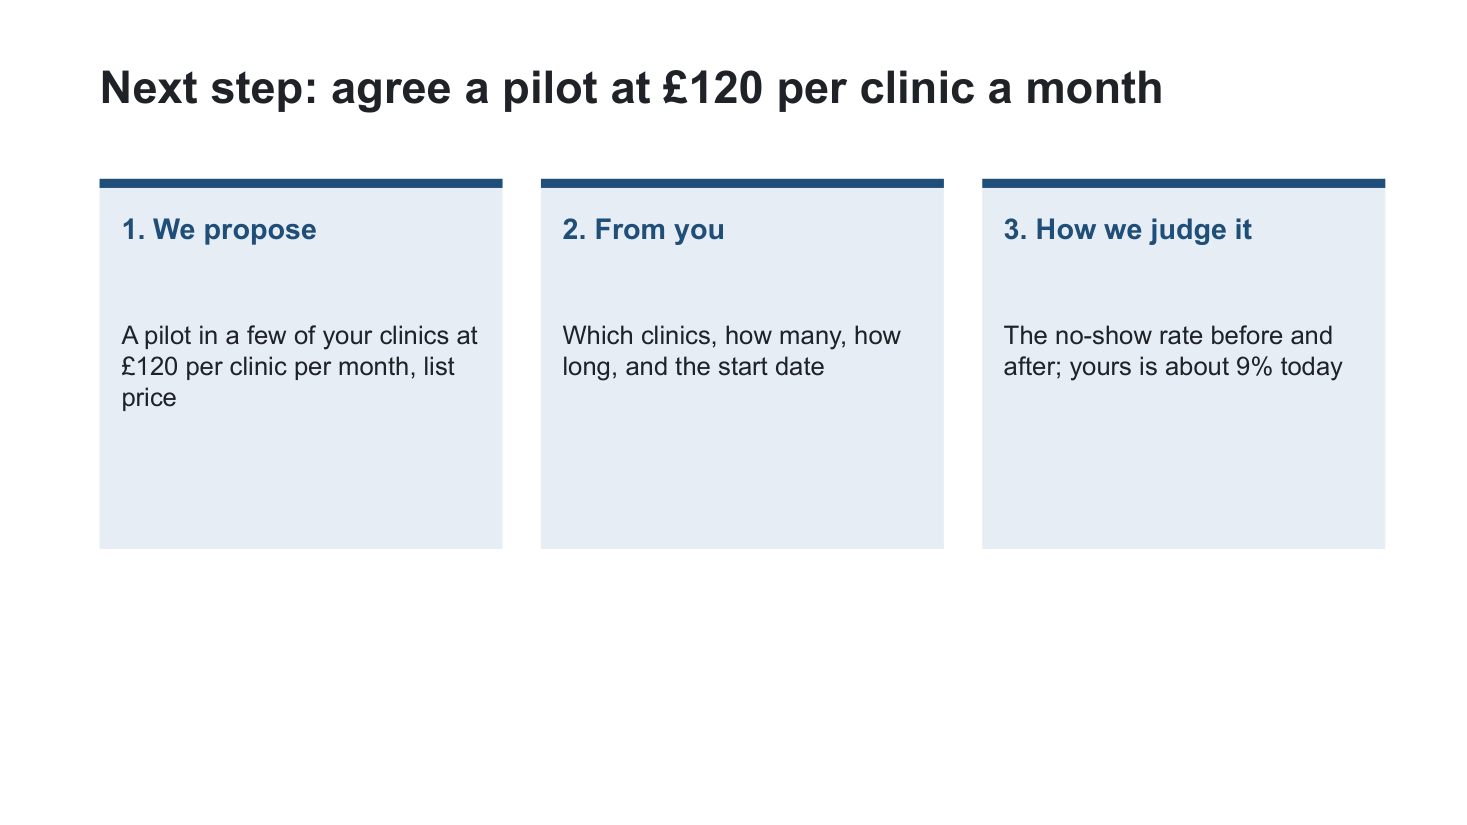 Next step: agree a pilot at £120 per clinic a month
1. We propose
A pilot in a few of your clinics at
£120 per clinic per month, list
price
2. From you
Which clinics, how many, how
long, and the start date
3. How we judge it
The no-show rate before and
after; yours is about 9% today